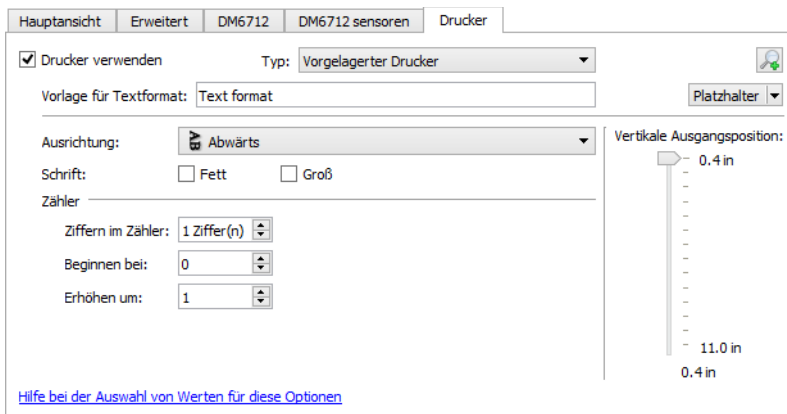 Hauptansicht Erweitert DM6712 DM6712 sensoren Drucker
Drucker verwenden Typ: Vorgelagerter Drucker
Vorlage für Textformat: Text format Platzhalter
Ausrichtung: AB Abwärts Vertikale Ausgangsposition:
0.4 in
Schrift: Fett Groß
Zähler
Ziffern im Zähler: 1 Ziffer(n)
Beginnen bei: 0
Erhöhen um: 1
11.0 in
0.4 in
Hilfe bei der Auswahl von Werten für diese Optionen